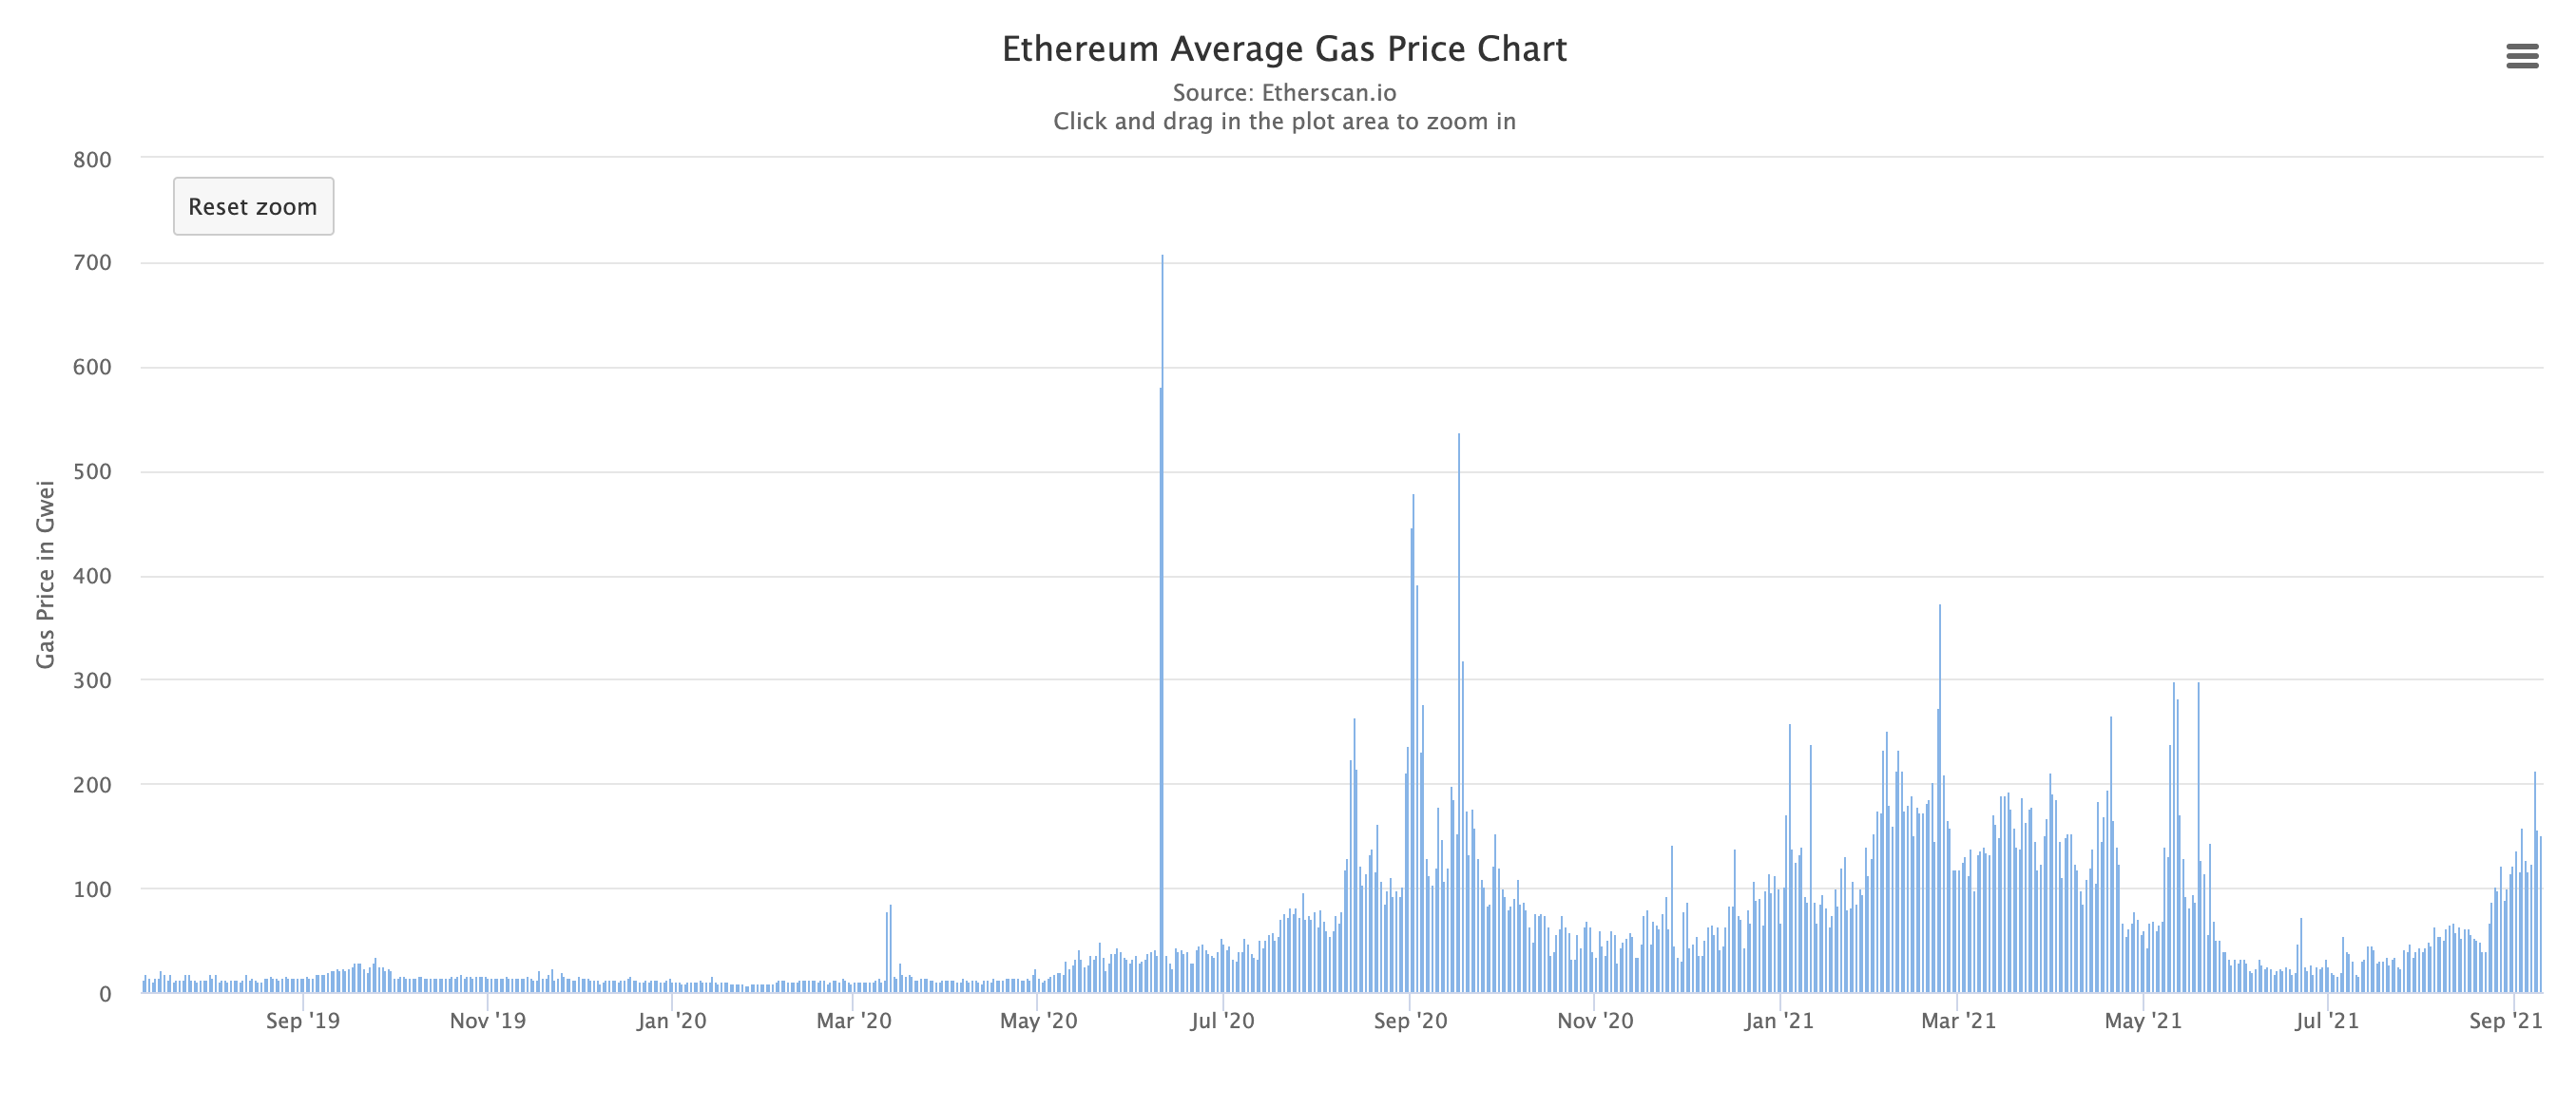 Ethereum Average Gas Price Chart
Source: Etherscan.io
Click and drag in the plot area to zoom in
Reset zoom
Gas Price in Gwei
800
700
600
500
400
300
200
100
0
Sep '19
Nov '19
Jan '20
Mar '20
May '20
Jul '20
Sep '20
Nov '20
Jan '21
Mar '21
May '21
Jul '21
Sep '21